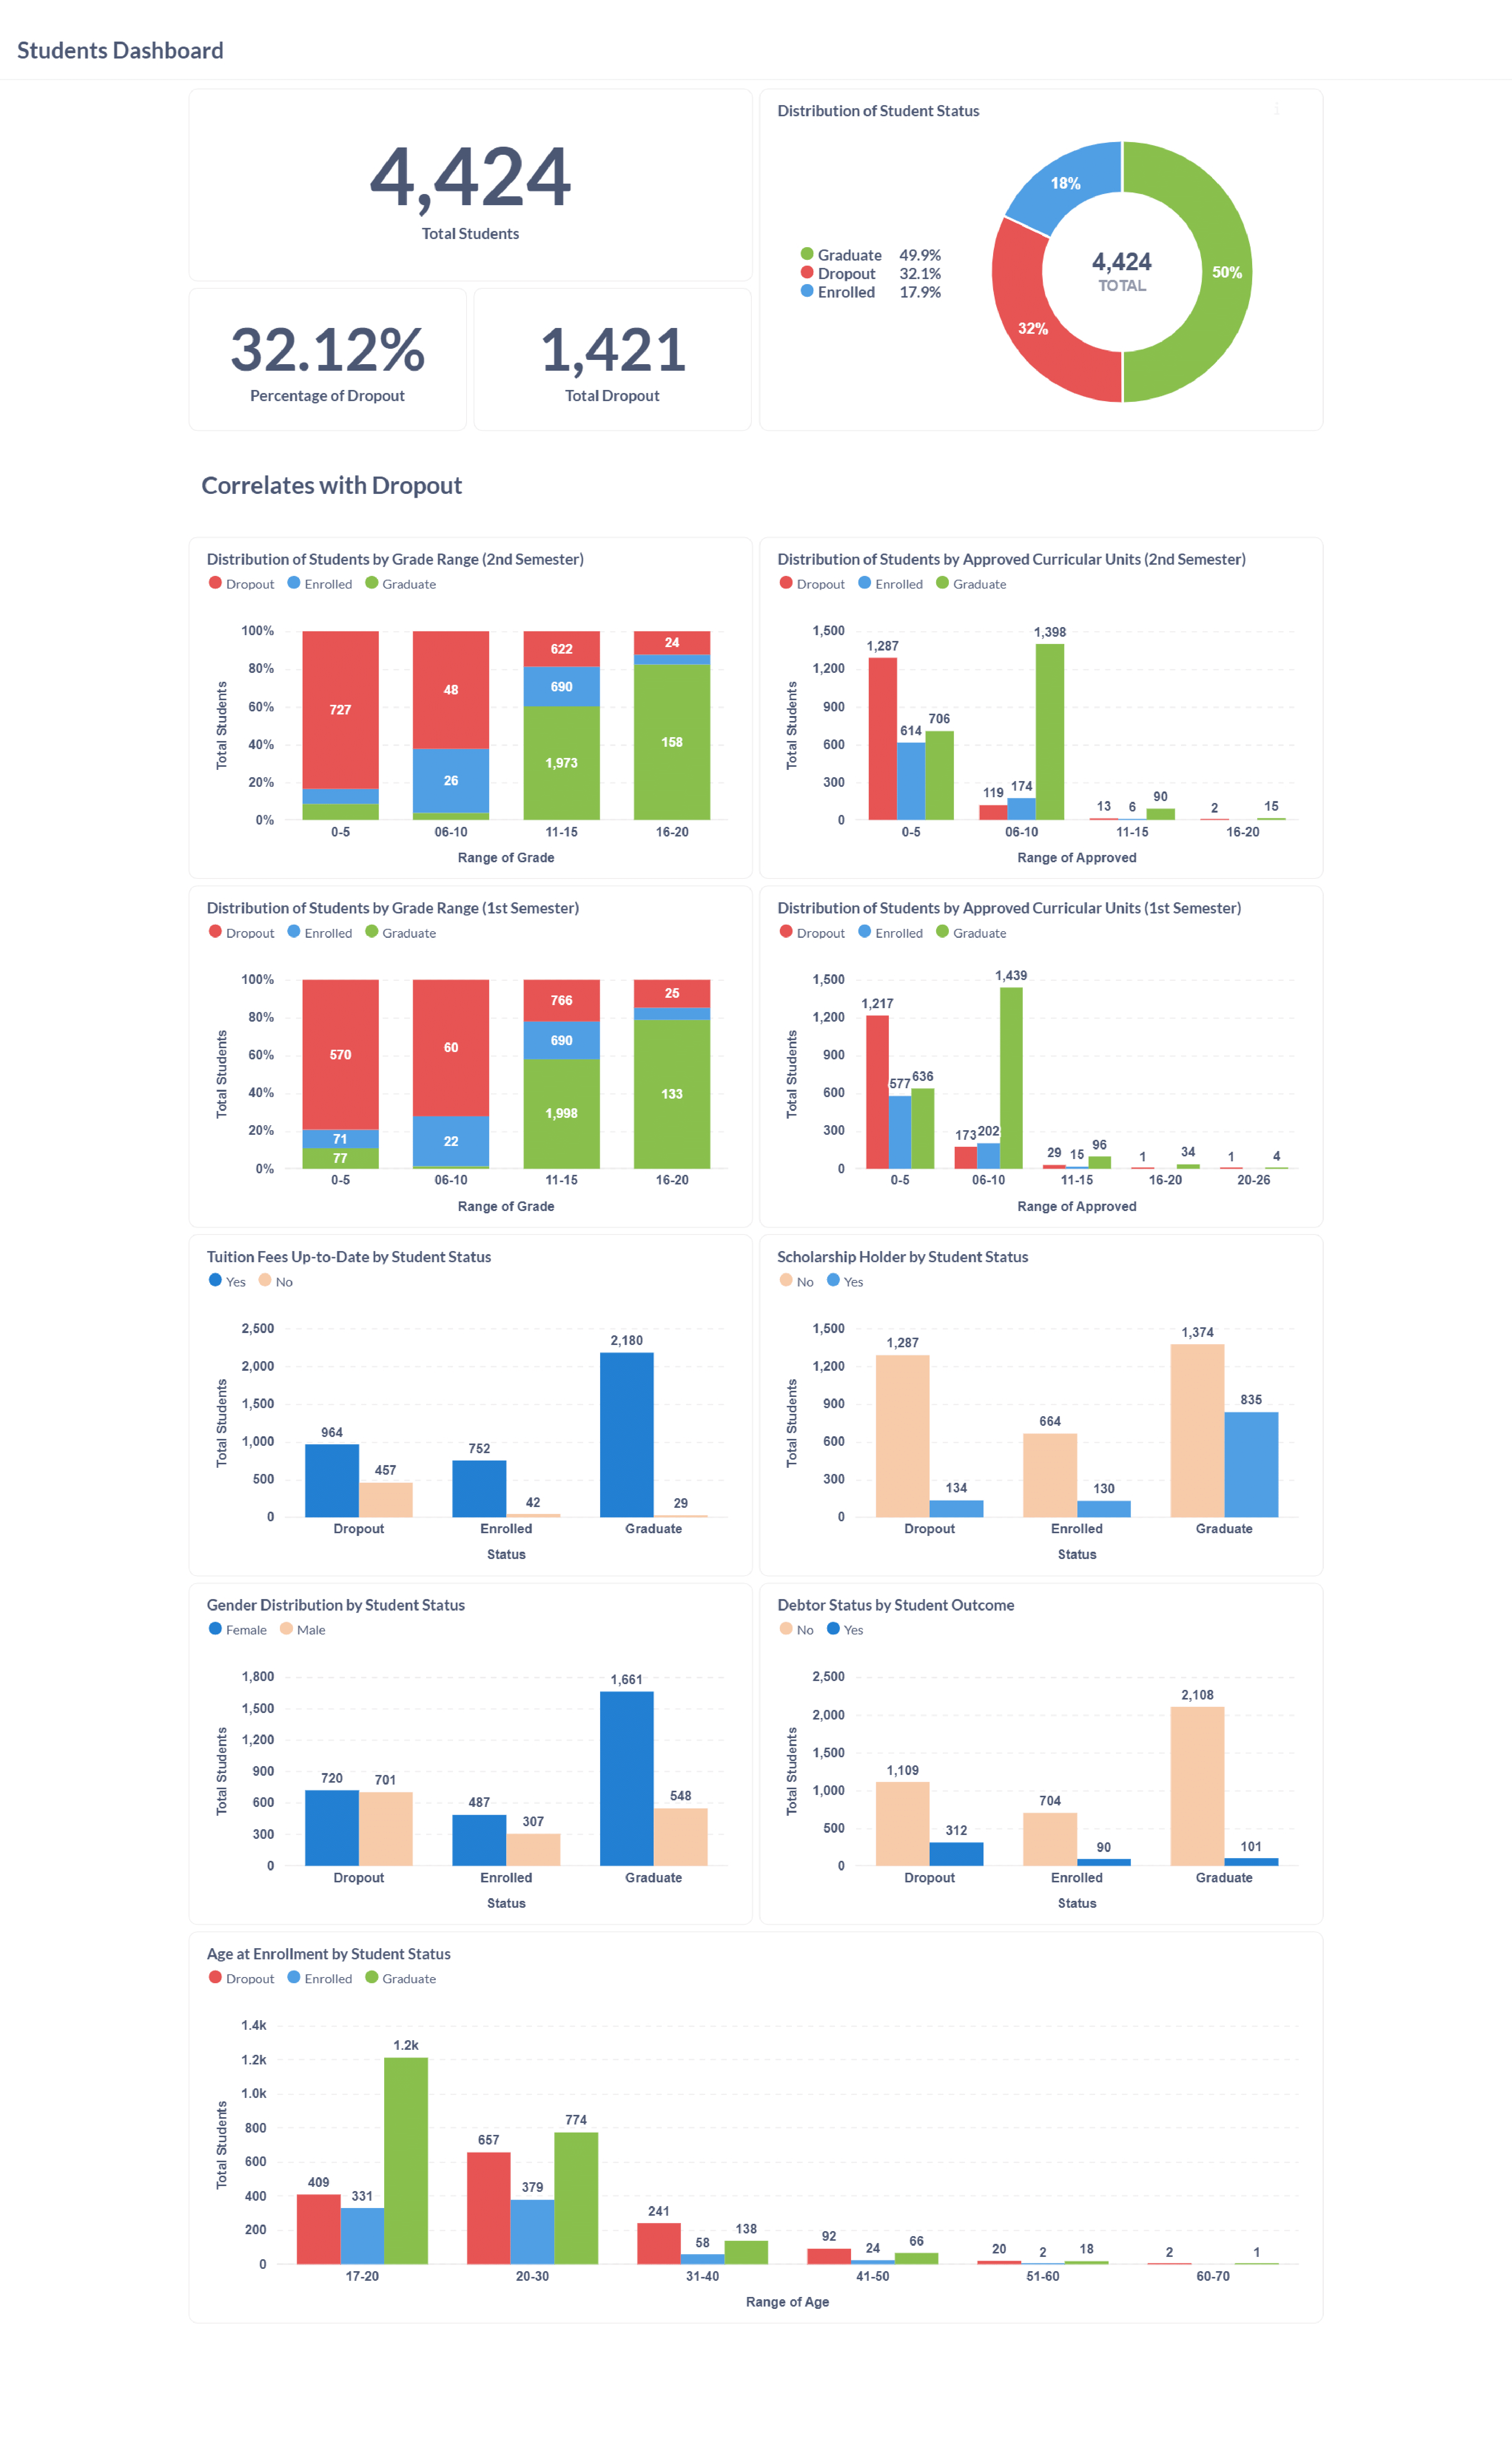 Students Dashboard
4,424
Total Students
32.12%
Percentage of Dropout
1,421
Total Dropout
Distribution of Student Status
Graduate 49.9%
Dropout 32.1%
Enrolled 17.9%
18%
50%
32%
4,424
TOTAL
Correlates with Dropout
Distribution of Students by Grade Range (2nd Semester)
Dropout Enrolled Graduate
Total Students
100%
80%
60%
40%
20%
0%
727
48
26
622
690
1,973
24
158
0-5 06-10 11-15 16-20
Range of Grade
Distribution of Students by Approved Curricular Units (2nd Semester)
Dropout Enrolled Graduate
Total Students
1,500
1,200
900
600
300
0
1,287 614 706
119 174 1,398
13 6 90
2 15
0-5 06-10 11-15 16-20
Range of Approved
Distribution of Students by Grade Range (1st Semester)
Dropout Enrolled Graduate
Total Students
100%
80%
60%
40%
20%
0%
570
71
77
60
22
766
690
1,998
25
133
0-5 06-10 11-15 16-20
Range of Grade
Distribution of Students by Approved Curricular Units (1st Semester)
Dropout Enrolled Graduate
Total Students
1,500
1,200
900
600
300
0
1,217 577 636
173 202 1,439
29 15 96
1 34
1 4
0-5 06-10 11-15 16-20 20-26
Range of Approved
Tuition Fees Up-to-Date by Student Status
Yes No
Total Students
2,500
2,000
1,500
1,000
500
0
964 457
752 42
2,180 29
Dropout Enrolled Graduate
Status
Scholarship Holder by Student Status
No Yes
Total Students
1,500
1,200
900
600
300
0
1,287 134
664 130
1,374 835
Dropout Enrolled Graduate
Status
Gender Distribution by Student Status
Female Male
Total Students
1,800
1,500
1,200
900
600
300
0
720 701
487 307
1,661 548
Dropout Enrolled Graduate
Status
Debtor Status by Student Outcome
No Yes
Total Students
2,500
2,000
1,500
1,000
500
0
1,109 312
704 90
2,108 101
Dropout Enrolled Graduate
Status
Age at Enrollment by Student Status
Dropout Enrolled Graduate
Total Students
1.4k
1.2k
1.0k
800
600
400
200
0
409 331 1.2k
657 379 774
241 58 138
92 24 66
20 2 18
2 1
17-20 20-30 31-40 41-50 51-60 60-70
Range of Age